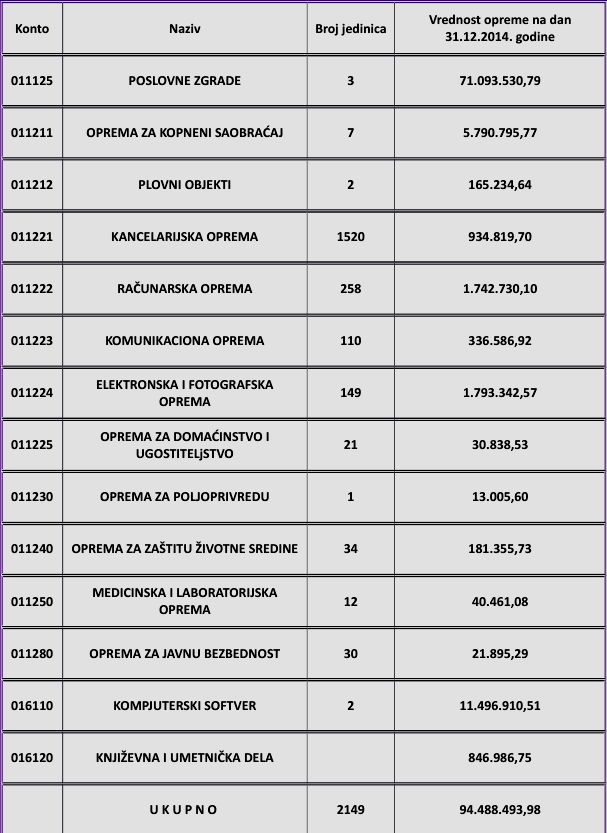 Konto Naziv Broj jedinica Vrednost opreme na dan
31.12.2014. godine
011125 POSLOVNE ZGRADE 3 71.093.530,79
011211 OPREMA ZA KOPNENI SAOBRAĆAJ 7 5.790.795,77
011212 PLOVNI OBJEKTI 2 165.234,64
011221 KANCELARIJSKA OPREMA 1520 934.819,70
011222 RAČUNARSKA OPREMA 258 1.742.730,10
011223 KOMUNIKACIONA OPREMA 110 336.586,92
011224 ELEKTRONSKA I FOTOGRAFSKA
OPREMA 149 1.793.342,57
011225 OPREMA ZA DOMAĆINSTVO I
UGOSTITELjSTVO 21 30.838,53
011230 OPREMA ZA POLJOPRIVREDU 1 13.005,60
011240 OPREMA ZA ZAŠTITU ŽIVOTNE SREDINE 34 181.355,73
011250 MEDICINSKA I LABORATORIJSKA
OPREMA 12 40.461,08
011280 OPREMA ZA JAVNU BEZBEDNOST 30 21.895,29
016110 KOMPJUTERSKI SOFTVER 2 11.496.910,51
016120 KNJIŽEVNA I UMETNIČKA DELA 846.986,75
U K U P N O 2149 94.488.493,98